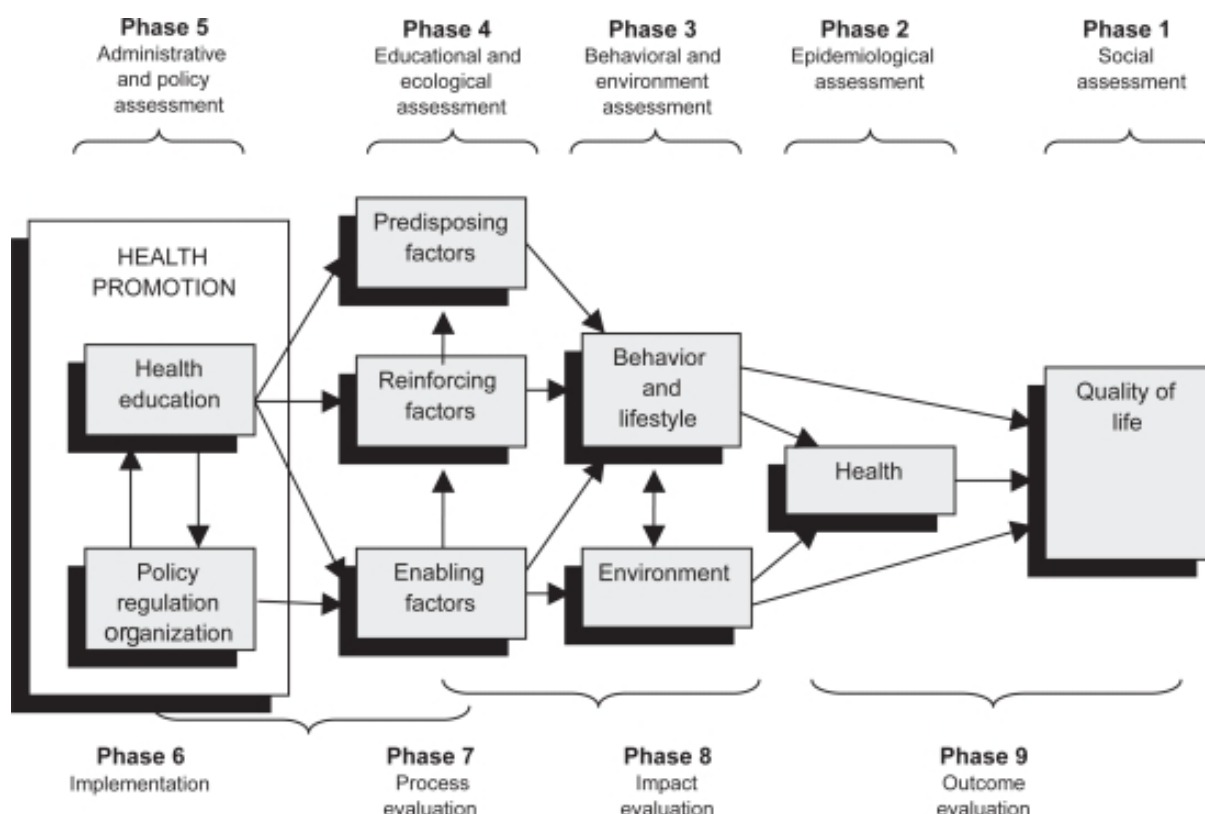 Phase 5
Administrative
and policy
assessment
Phase 4
Educational and
ecological
assessment
Phase 3
Behavioral and
environment
assessment
Phase 2
Epidemiological
assessment
Phase 1
Social
assessment
HEALTH
PROMOTION
Health
education
Policy
regulation
organization
Predisposing
factors
Reinforcing
factors
Enabling
factors
Behavior
and
lifestyle
Environment
Health
Quality of
life
Phase 6
Implementation
Phase 7
Process
evaluation
Phase 8
Impact
evaluation
Phase 9
Outcome
evaluation